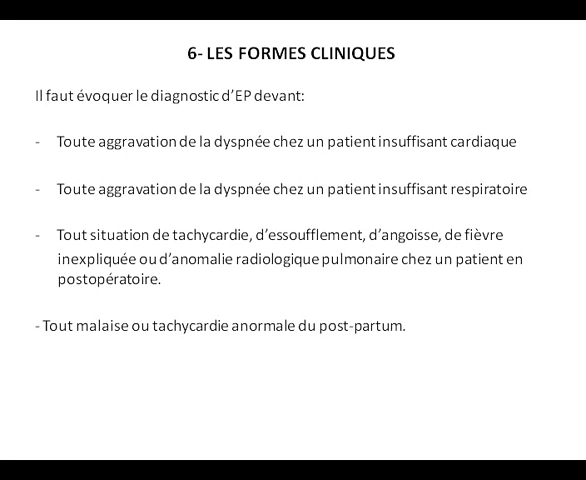 6- LES FORMES CLINIQUES
Il faut évoquer le diagnostic d'EP devant:
- Toute aggravation de la dyspnée chez un patient insuffisant cardiaque
- Toute aggravation de la dyspnée chez un patient insuffisant respiratoire
- Tout situation de tachycardie, d'essoufflement, d'angoisse, de fièvre
inexpliquée ou d'anomalie radiologique pulmonaire chez un patient en
postopératoire.
- Tout malaise ou tachycardie anormale du post-partum.